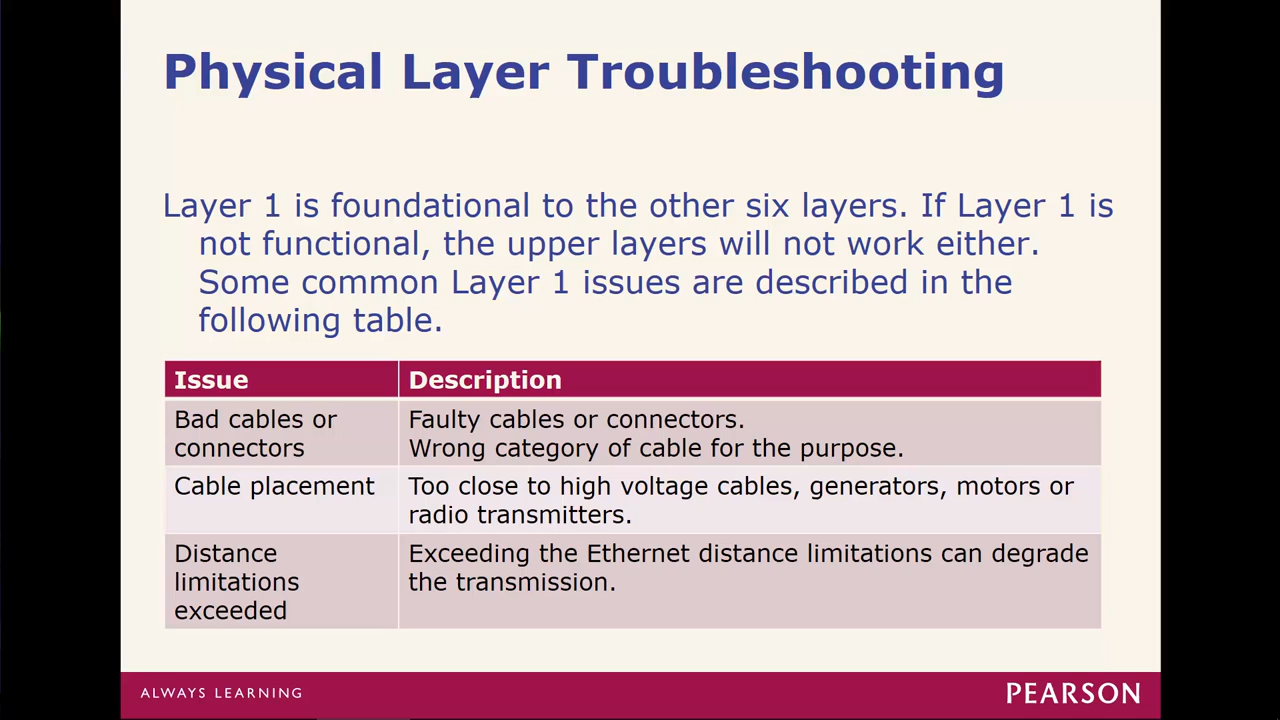 Physical Layer Troubleshooting
Layer 1 is foundational to the other six layers. If Layer 1 is
not functional, the upper layers will not work either.
Some common Layer 1 issues are described in the
following table.
Issue
Description
Bad cables or
connectors
Faulty cables or connectors.
Wrong category of cable for the purpose.
Cable placement
Too close to high voltage cables, generators, motors or
radio transmitters.
Distance
limitations
exceeded
Exceeding the Ethernet distance limitations can degrade
the transmission.
ALWAYS LEARNING
PEARSON